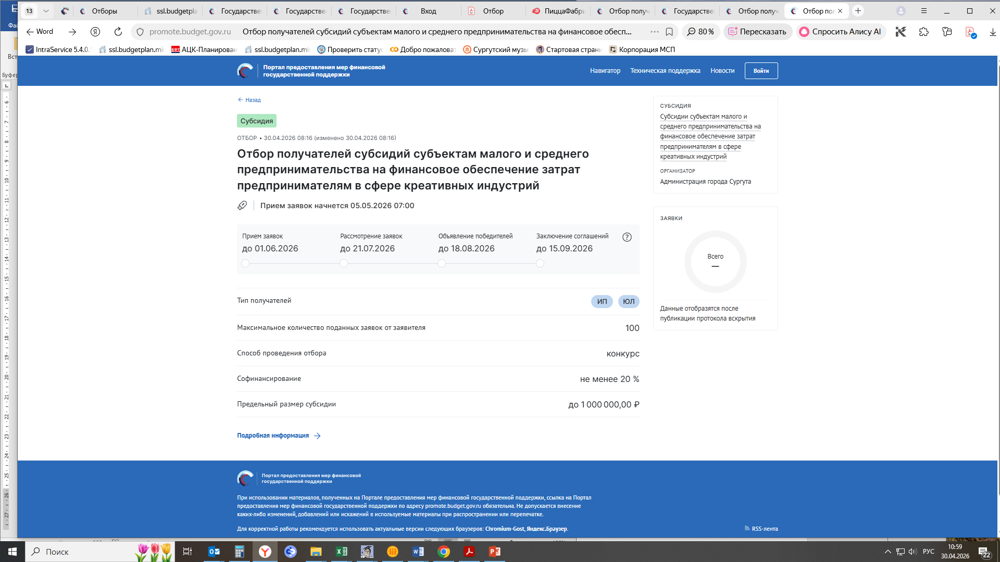 13
Отборы
ssl.budgetpla
Государстве
Государстве
Государстве
Вход
Отбор
ПиццаФабри
Отбор получ
Государстве
Отбор получ
Отбор пол
Word
promote.budget.gov.ru
Отбор получателей субсидий субъектам малого и среднего предпринимательства на финансовое обесп...
80 %
Пересказать
Спросить Алису AI
IntraService 5.4.0.
ssl.budgetplan.mi
АЦК-Планирован
ssl.budgetplan.mi
Проверить стату
Добро пожаловат
Сургутский музы
Стартовая страни
Корпорация МСП
Портал предоставления мер финансовой
государственной поддержки
Навигатор
Техническая поддержка
Новости
Войти
Назад
Субсидия
ОТБОР • 30.04.2026 08:16 (изменено 30.04.2026 08:16)
Отбор получателей субсидий субъектам малого и среднего
предпринимательства на финансовое обеспечение затрат
предпринимателям в сфере креативных индустрий
Прием заявок начнется 05.05.2026 07:00
Прием заявок
до 01.06.2026
Рассмотрение заявок
до 21.07.2026
Объявление победителей
до 18.08.2026
Заключение соглашений
до 15.09.2026
Тип получателей
ИП
ЮЛ
Максимальное количество поданных заявок от заявителя
100
Способ проведения отбора
конкурс
Софинансирование
не менее 20 %
Предельный размер субсидии
до 1 000 000,00 ₽
Подробная информация
СУБСИДИЯ
Субсидии субъектам малого и
среднего предпринимательства на
финансовое обеспечение затрат
предпринимателям в сфере
креативных индустрий
ОРГАНИЗАТОР
Администрация города Сургута
ЗАЯВКИ
Всего
—
Данные отобразятся после
публикации протокола вскрытия
Портал предоставления мер финансовой
государственной поддержки
При использовании материалов, полученных на Портале предоставления мер финансовой государственной поддержки, ссылка на Портал
предоставления мер финансовой государственной поддержки по адресу promote.budget.gov.ru обязательна. Не допускается внесение
каких-либо изменений, добавлений или искажений в используемые материалы при распространении или перепечатке.
Для корректной работы рекомендуется использовать актуальные версии следующих браузеров: Chromium-Gost, Яндекс.Браузер.
RSS-лента
Поиск
РУС
10:59
30.04.2026
22